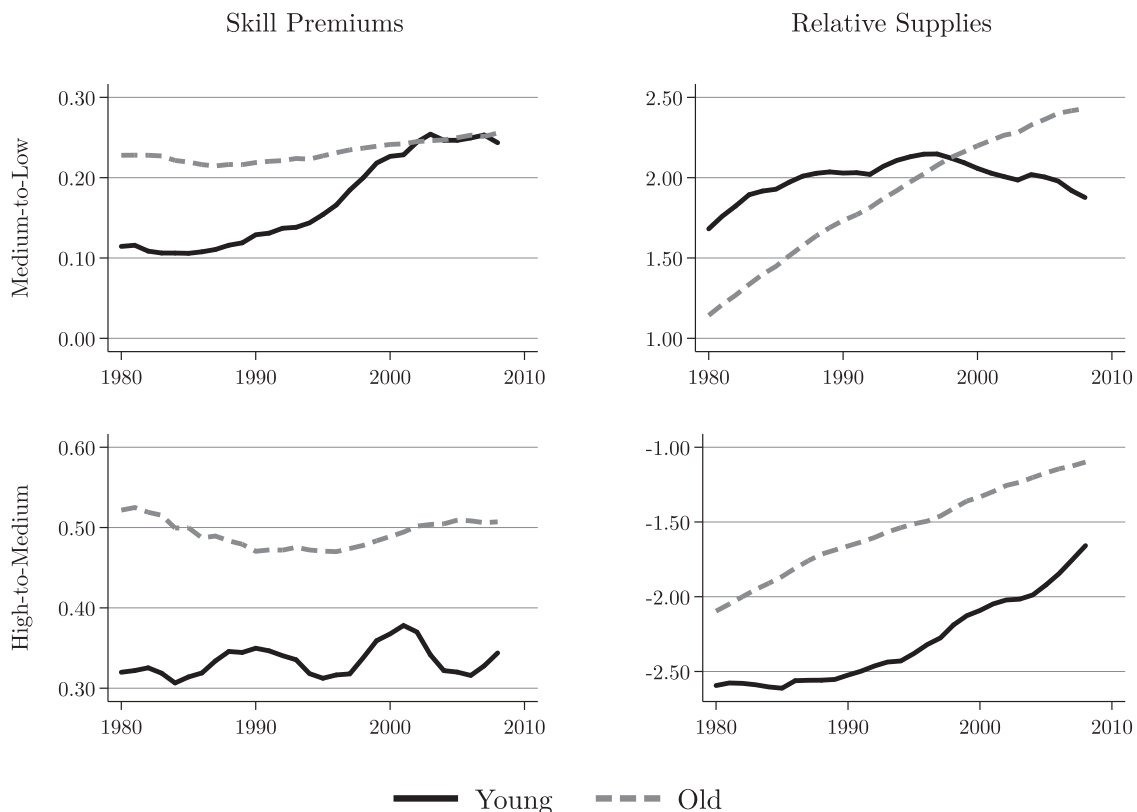 Skill Premiums
Relative Supplies
Medium-to-Low
0.30
0.20
0.10
0.00
1980 1990 2000 2010
2.50
2.00
1.50
1.00
1980 1990 2000 2010
High-to-Medium
0.60
0.50
0.40
0.30
1980 1990 2000 2010
-1.00
-1.50
-2.00
-2.50
1980 1990 2000 2010
Young Old